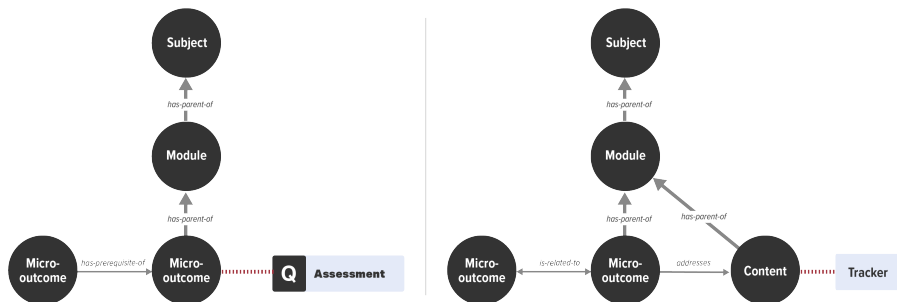 Subject
has-parent-of
Module
has-parent-of
Micro-
outcome
has-prerequisite-of
Micro-
outcome
Q Assessment
Subject
has-parent-of
Module
has-parent-of
has-parent-of
Micro-
outcome
is-related-to
Micro-
outcome
addresses
Content
Tracker